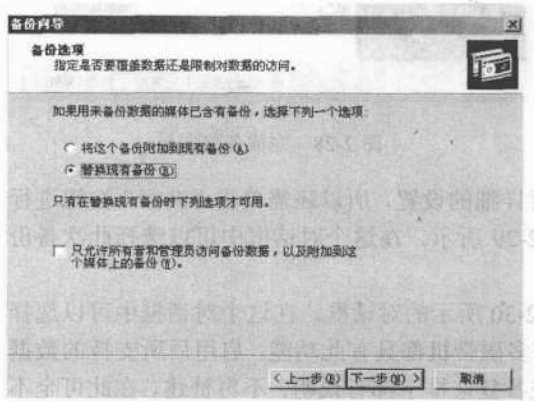 备份向导
备份选项
指定是否要覆盖数据还是限制对数据的访问。
如果用来备份数据的媒体已含有备份，选择下列一个选项:
将这个备份附加到现有备份(A)
替换现有备份(R)
只有在替换现有备份时下列选项才可用。
只允许所有者和管理员访问备份数据，以及附加到这
个媒体上的备份(O)。
<上一步(B) 下一步(N)> 取消